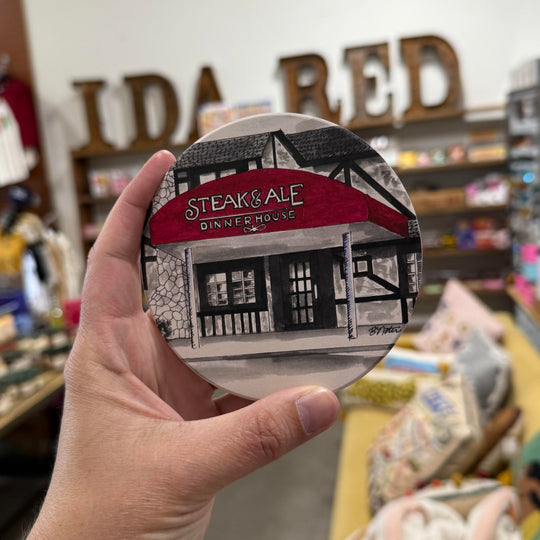 IDA RED
STEAK & ALE
DINNERHOUSE